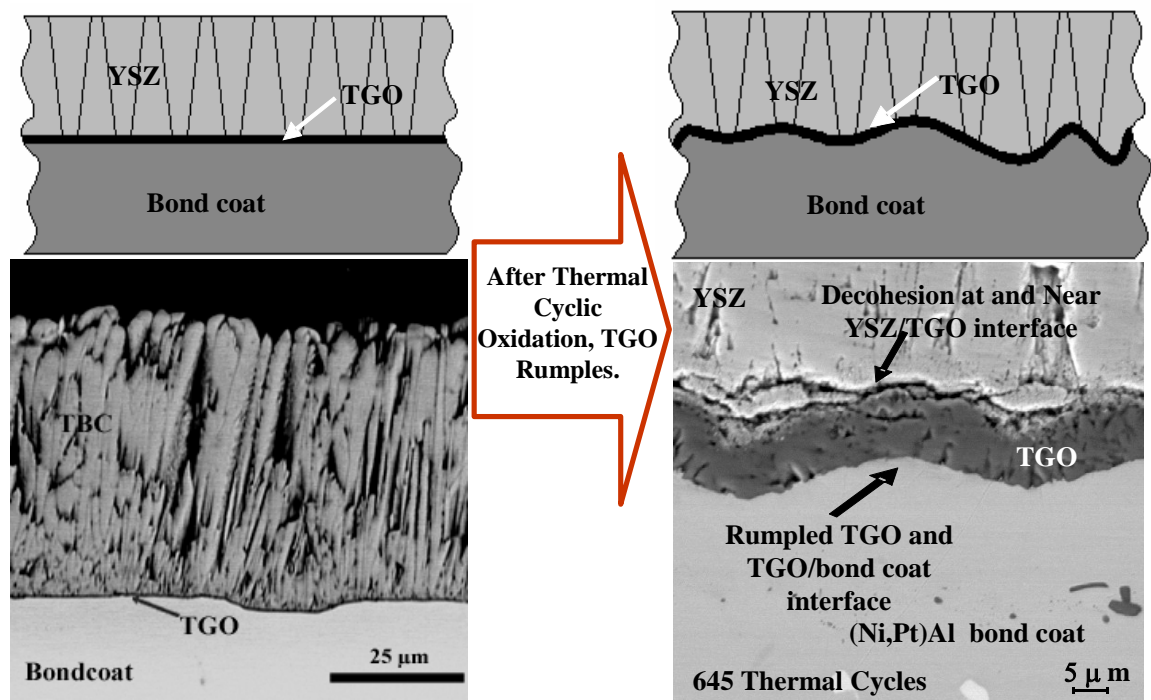 YSZ
TGO
Bond coat
TBC
TGO
Bondcoat
25 µm
After Thermal
Cyclic
Oxidation, TGO
Rumples.
YSZ
TGO
Bond coat
YSZ
Decohesion at and Near
YSZ/TGO interface
TGO
Rumpled TGO and
TGO/bond coat
interface
(Ni,Pt)Al bond coat
645 Thermal Cycles
5 µ m